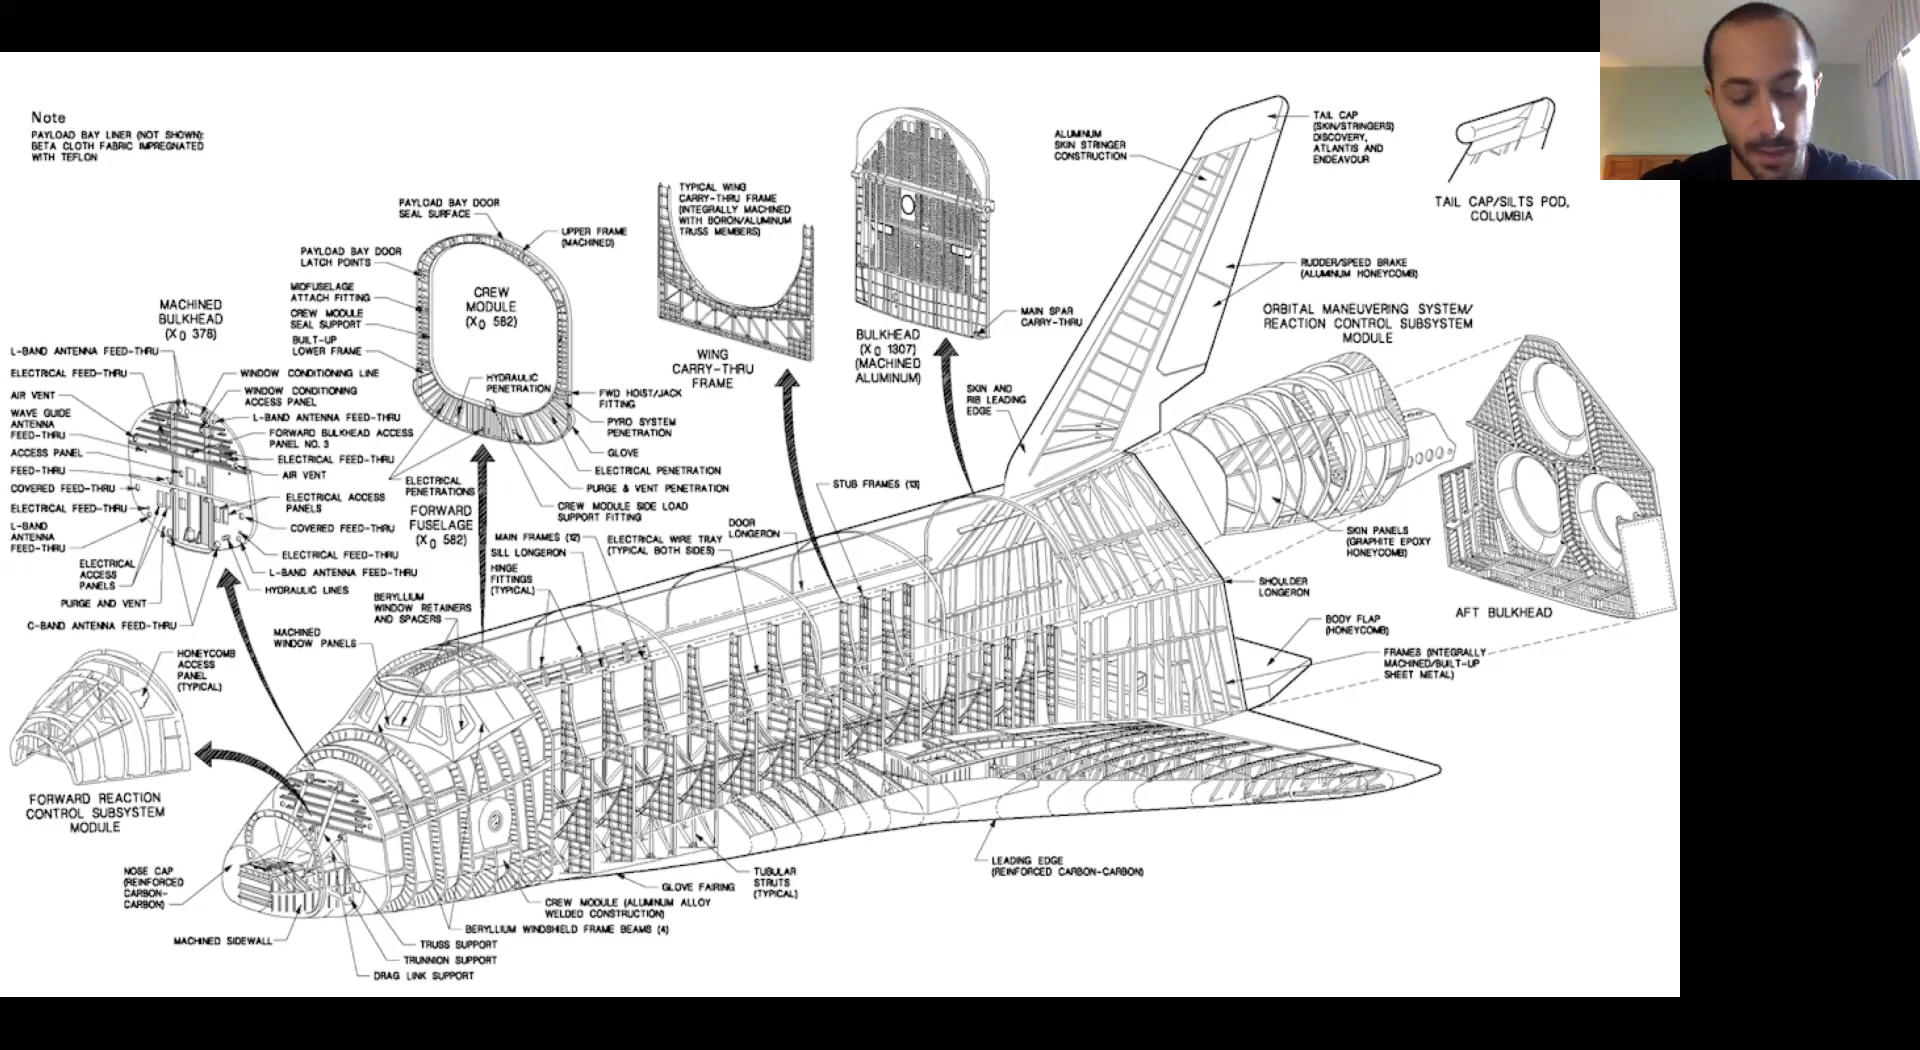 Note
PAYLOAD BAY LINER (NOT SHOWN):
BETA CLOTH FABRIC IMPREGNATED
WITH TEFLON
PAYLOAD BAY DOOR
SEAL SURFACE
UPPER FRAME
(MACHINED)
PAYLOAD BAY DOOR
LATCH POINTS
MIDFUSELAGE
ATTACH FITTING
CREW MODULE
SEAL SUPPORT
BUILT-UP
LOWER FRAME
CREW
MODULE
(X0 582)
HYDRAULIC
PENETRATION
FWD HOIST/JACK
FITTING
PYRO SYSTEM
PENETRATION
GLOVE
ELECTRICAL PENETRATION
PURGE & VENT PENETRATION
CREW MODULE SIDE LOAD
SUPPORT FITTING
ELECTRICAL
PENETRATIONS
FORWARD
FUSELAGE
(X0 582)
MACHINED
BULKHEAD
(X0 378)
L-BAND ANTENNA FEED-THRU
ELECTRICAL FEED-THRU
AIR VENT
WAVE GUIDE
ANTENNA
FEED-THRU
ACCESS PANEL
FEED-THRU
COVERED FEED-THRU
ELECTRICAL FEED-THRU
L-BAND
ANTENNA
FEED-THRU
ELECTRICAL
ACCESS
PANELS
PURGE AND VENT
C-BAND ANTENNA FEED-THRU
WINDOW CONDITIONING LINE
WINDOW CONDITIONING
ACCESS PANEL
L-BAND ANTENNA FEED-THRU
FORWARD BULKHEAD ACCESS
PANEL NO. 3
ELECTRICAL FEED-THRU
AIR VENT
ELECTRICAL ACCESS
PANELS
COVERED FEED-THRU
ELECTRICAL FEED-THRU
L-BAND ANTENNA FEED-THRU
HYDRAULIC LINES
TYPICAL WING
CARRY-THRU FRAME
(INTEGRALLY MACHINED
WITH BORON/ALUMINUM
TRUSS MEMBERS)
WING
CARRY-THRU
FRAME
BULKHEAD
(X0 1307)
(MACHINED
ALUMINUM)
MAIN SPAR
CARRY-THRU
ALUMINUM
SKIN STRINGER
CONSTRUCTION
TAIL CAP
(SKIN/STRINGERS)
DISCOVERY,
ATLANTIS AND
ENDEAVOUR
TAIL CAP/SILTS POD,
COLUMBIA
RUDDER/SPEED BRAKE
(ALUMINUM HONEYCOMB)
ORBITAL MANEUVERING SYSTEM/
REACTION CONTROL SUBSYSTEM
MODULE
SKIN AND
RIB LEADING
EDGE
SKIN PANELS
(GRAPHITE EPOXY
HONEYCOMB)
AFT BULKHEAD
SHOULDER
LONGERON
BODY FLAP
(HONEYCOMB)
FRAMES (INTEGRALLY
MACHINED/BUILT-UP
SHEET METAL)
STUB FRAMES (13)
DOOR
LONGERON
ELECTRICAL WIRE TRAY
(TYPICAL BOTH SIDES)
MAIN FRAMES (12)
SILL LONGERON
HINGE
FITTINGS
(TYPICAL)
BERYLLIUM
WINDOW RETAINERS
AND SPACERS
MACHINED
WINDOW PANELS
HONEYCOMB
ACCESS
PANEL
(TYPICAL)
FORWARD REACTION
CONTROL SUBSYSTEM
MODULE
NOSE CAP
(REINFORCED
CARBON-
CARBON)
MACHINED SIDEWALL
LEADING EDGE
(REINFORCED CARBON-CARBON)
TUBULAR
STRUTS
(TYPICAL)
GLOVE FAIRING
CREW MODULE (ALUMINUM ALLOY
WELDED CONSTRUCTION)
BERYLLIUM WINDSHIELD FRAME BEAMS (4)
TRUSS SUPPORT
TRUNNION SUPPORT
DRAG LINK SUPPORT